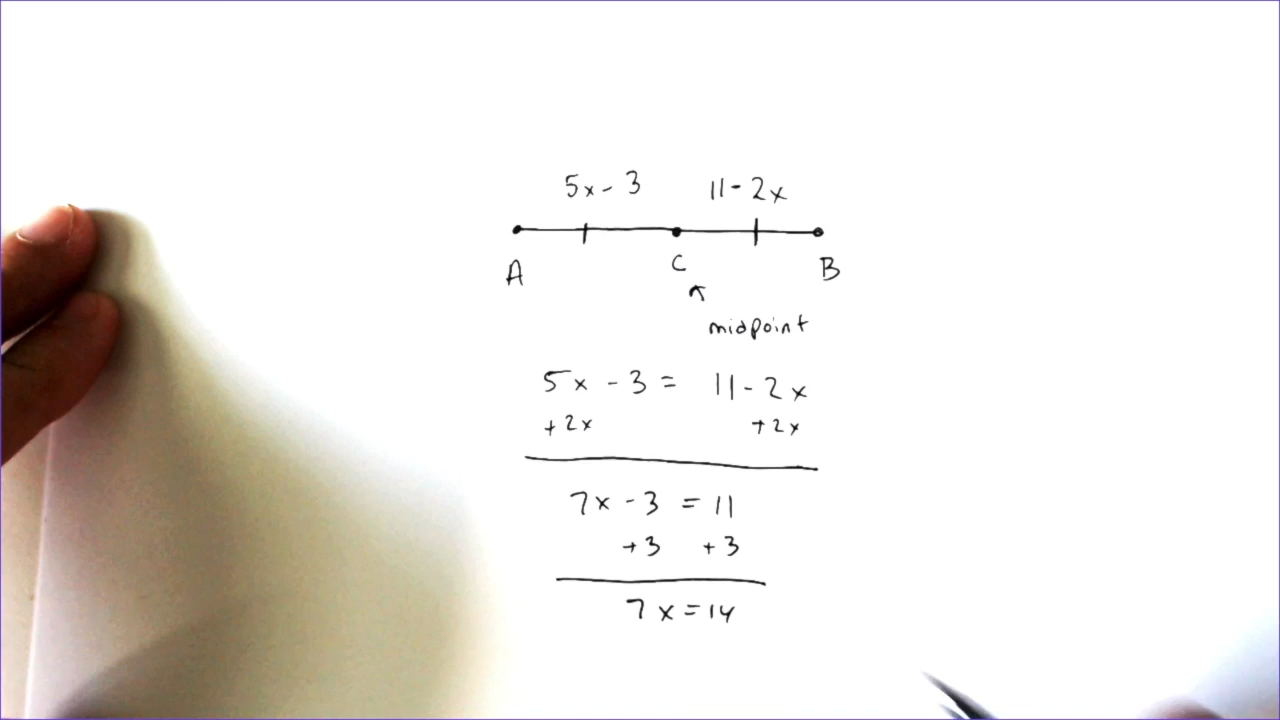 5x - 3 11 - 2x
A C B
midpoint
5x - 3 = 11 - 2x
+2x +2x
7x - 3 = 11
+3 +3
7x = 14